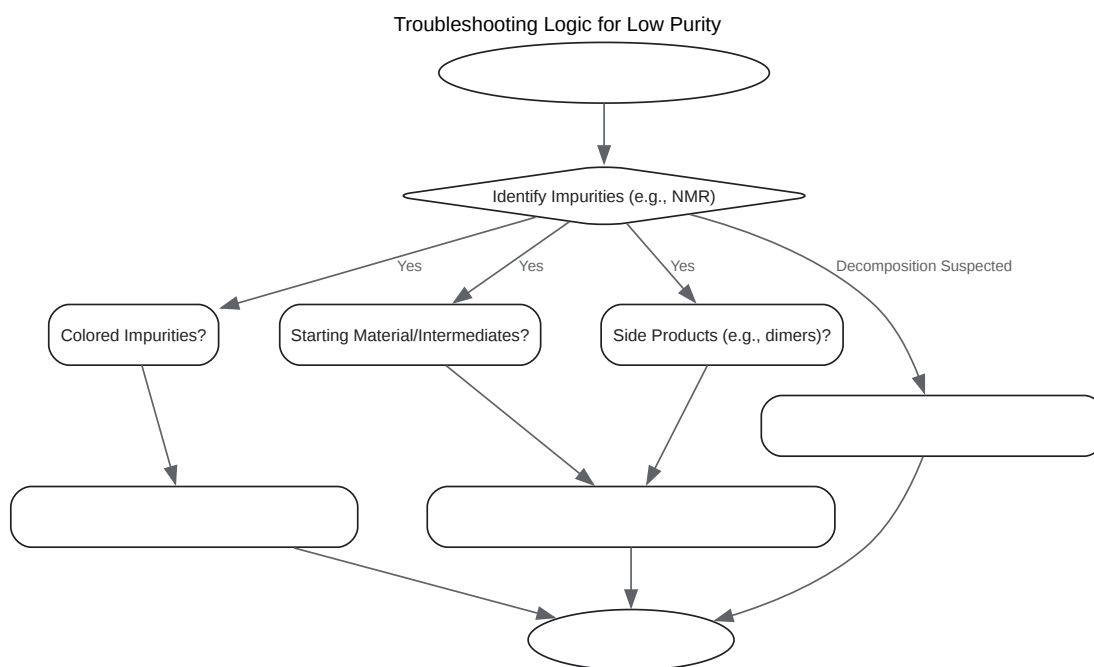 Troubleshooting Logic for Low Purity
Identify Impurities (e.g., NMR)
Yes
Yes
Yes
Decomposition Suspected
Colored Impurities?
Starting Material/Intermediates?
Side Products (e.g., dimers)?